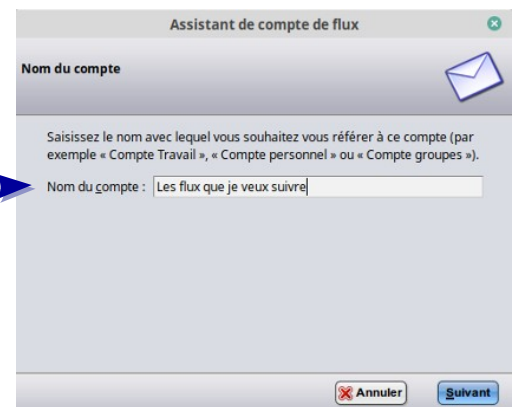 Assistant de compte de flux
Nom du compte
Saisissez le nom avec lequel vous souhaitez vous référer à ce compte (par
exemple « Compte Travail », « Compte personnel » ou « Compte groupes »).
Nom du compte : Les flux que je veux suivre
Annuler Suivant